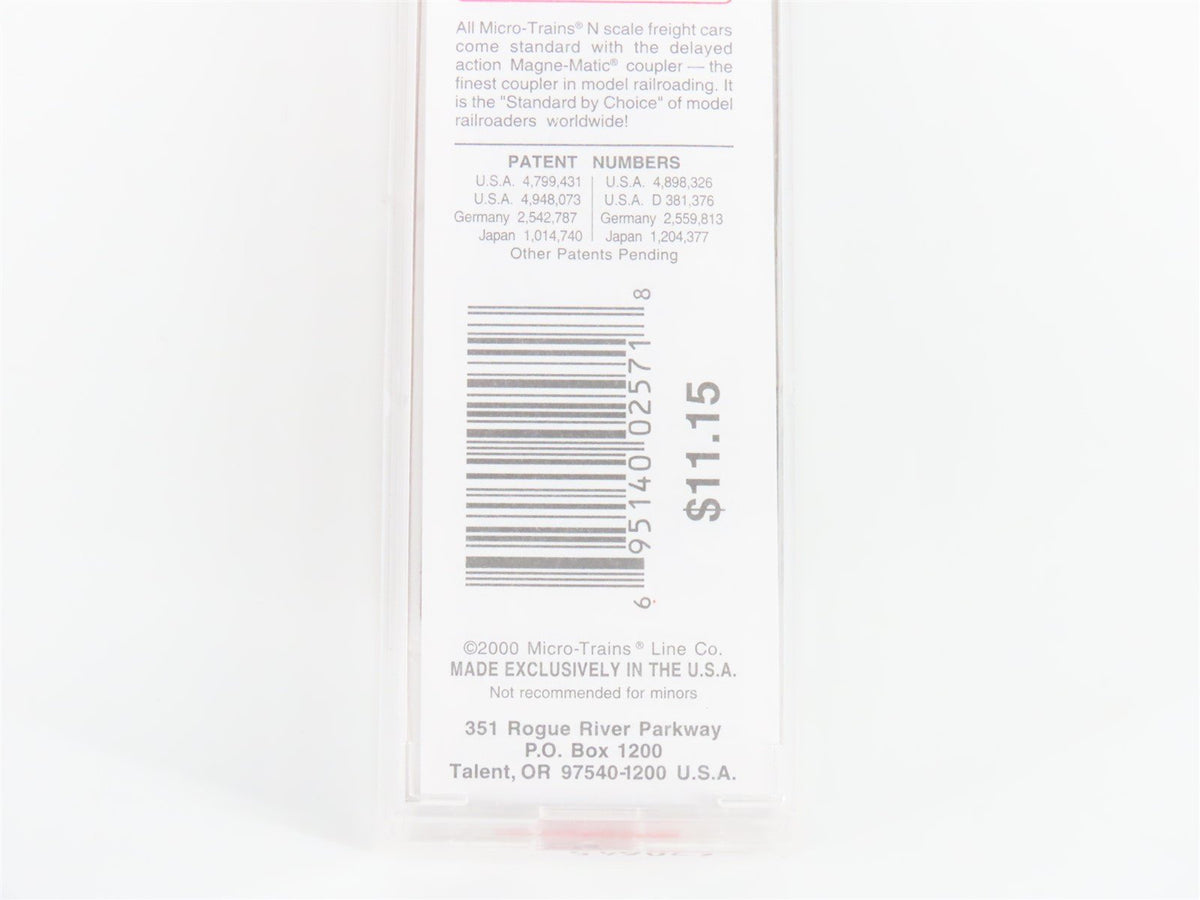 All Micro-Trains® N scale freight cars
come standard with the delayed
action Magne-Matic® coupler — the
finest coupler in model railroading. It
is the "Standard by Choice" of model
railroaders worldwide!
PATENT NUMBERS
U.S.A. 4,799,431 | U.S.A. 4,898,326
U.S.A. 4,948,073 | U.S.A. D 381,376
Germany 2,542,787 | Germany 2,559,813
Japan 1,014,740 | Japan 1,204,377
Other Patents Pending
6 95140 02571 8
$11.15
©2000 Micro-Trains® Line Co.
MADE EXCLUSIVELY IN THE U.S.A.
Not recommended for minors
351 Rogue River Parkway
P.O. Box 1200
Talent, OR 97540-1200 U.S.A.